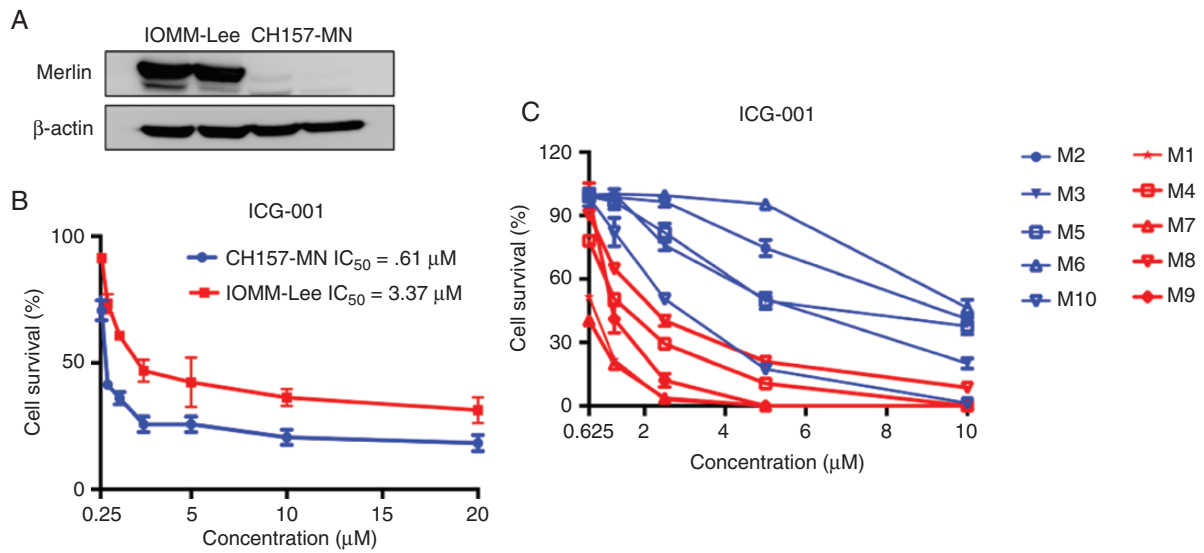 A
IOMM-Lee CH157-MN
Merlin
β-actin
B
ICG-001
CH157-MN IC50 = .61 μM
IOMM-Lee IC50 = 3.37 μM
Cell survival (%)
100
50
0
0.25
5
10
15
20
Concentration (μM)
C
ICG-001
Cell survival (%)
120
90
60
30
0
0.625
2
4
6
8
10
Concentration (μM)
M2
M3
M5
M6
M10
M1
M4
M7
M8
M9